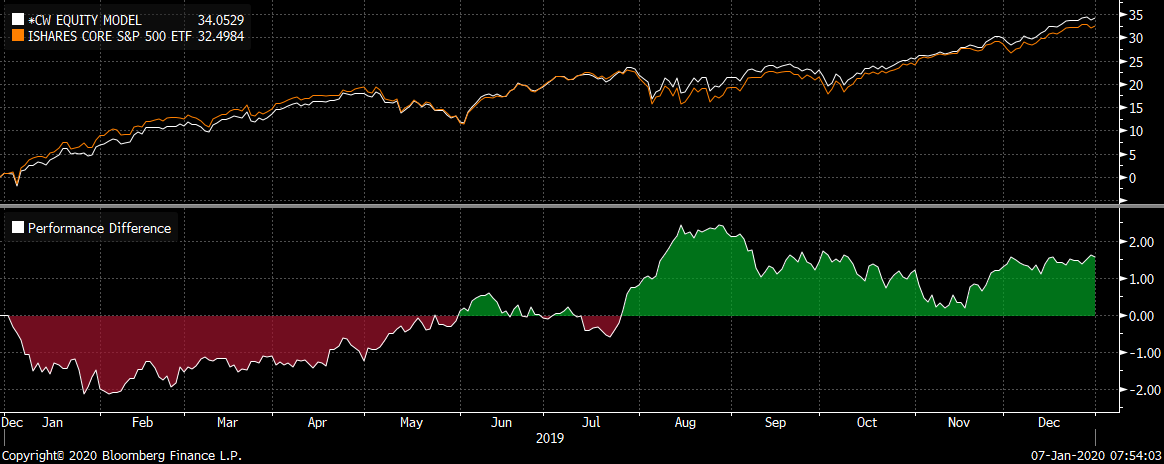 *CW EQUITY MODEL 34.0529
ISHARES CORE S&P 500 ETF 32.4984
35
30
25
20
15
10
5
0
Performance Difference
2.00
1.00
0.00
-1.00
-2.00
Dec Jan Feb Mar Apr May Jun Jul Aug Sep Oct Nov Dec
2019
Copyright© 2020 Bloomberg Finance L.P. 07-Jan-2020 07:54:03